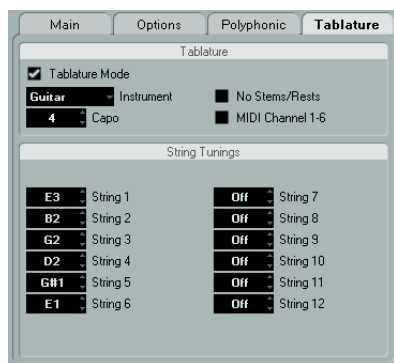 Main Options Polyphonic Tablature
Tablature
Tablature Mode
Guitar Instrument No Stems/Rests
4 Capo MIDI Channel 1-6
String Tunings
E3 String 1 Off String 7
B2 String 2 Off String 8
G2 String 3 Off String 9
D2 String 4 Off String 10
G#1 String 5 Off String 11
E1 String 6 Off String 12